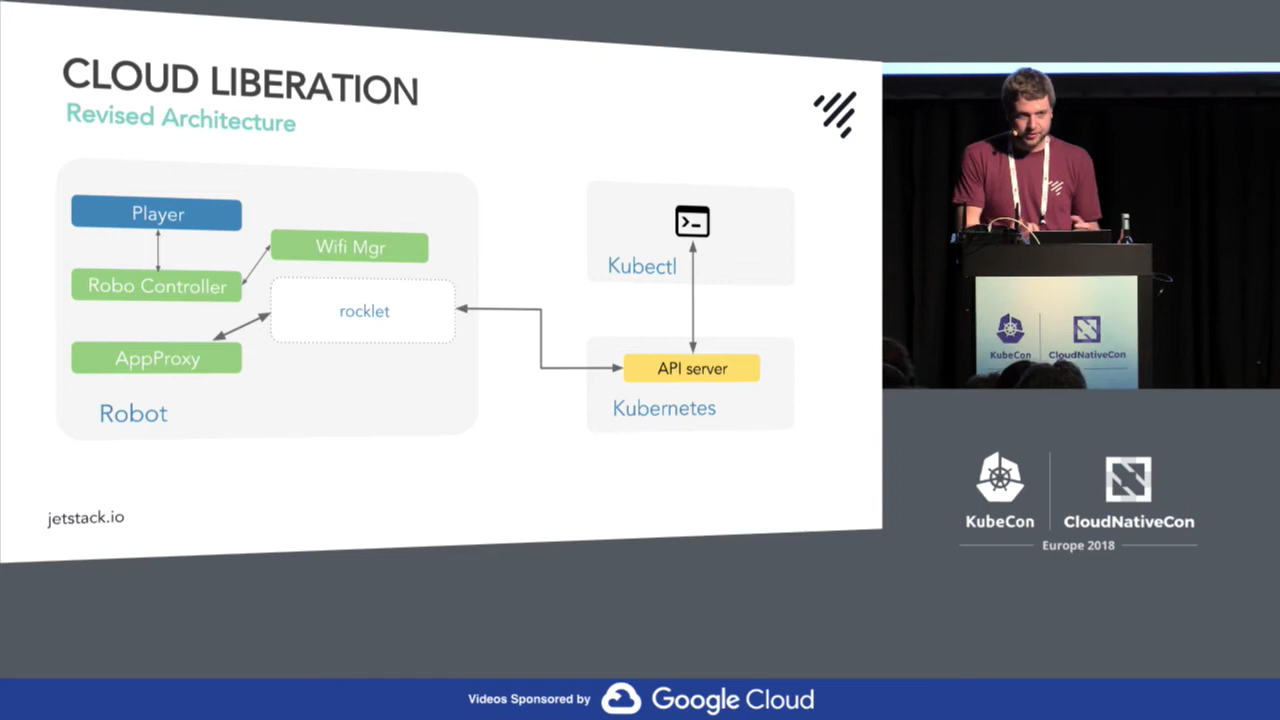 CLOUD LIBERATION
Revised Architecture
Player
Wifi Mgr
Robo Controller
rocklet
AppProxy
Robot
Kubectl
API server
Kubernetes
jetstack.io
KubeCon
CloudNativeCon
KubeCon
CloudNativeCon
Europe 2018
Videos Sponsored by Google Cloud